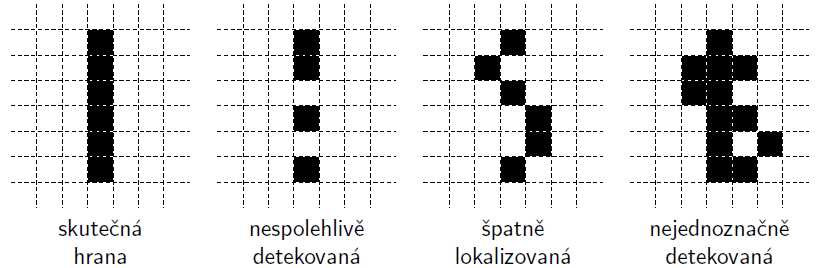 skutečná
hrana
nespolehlivě
detekovaná
špatně
lokalizovaná
nejednoznačně
detekovaná